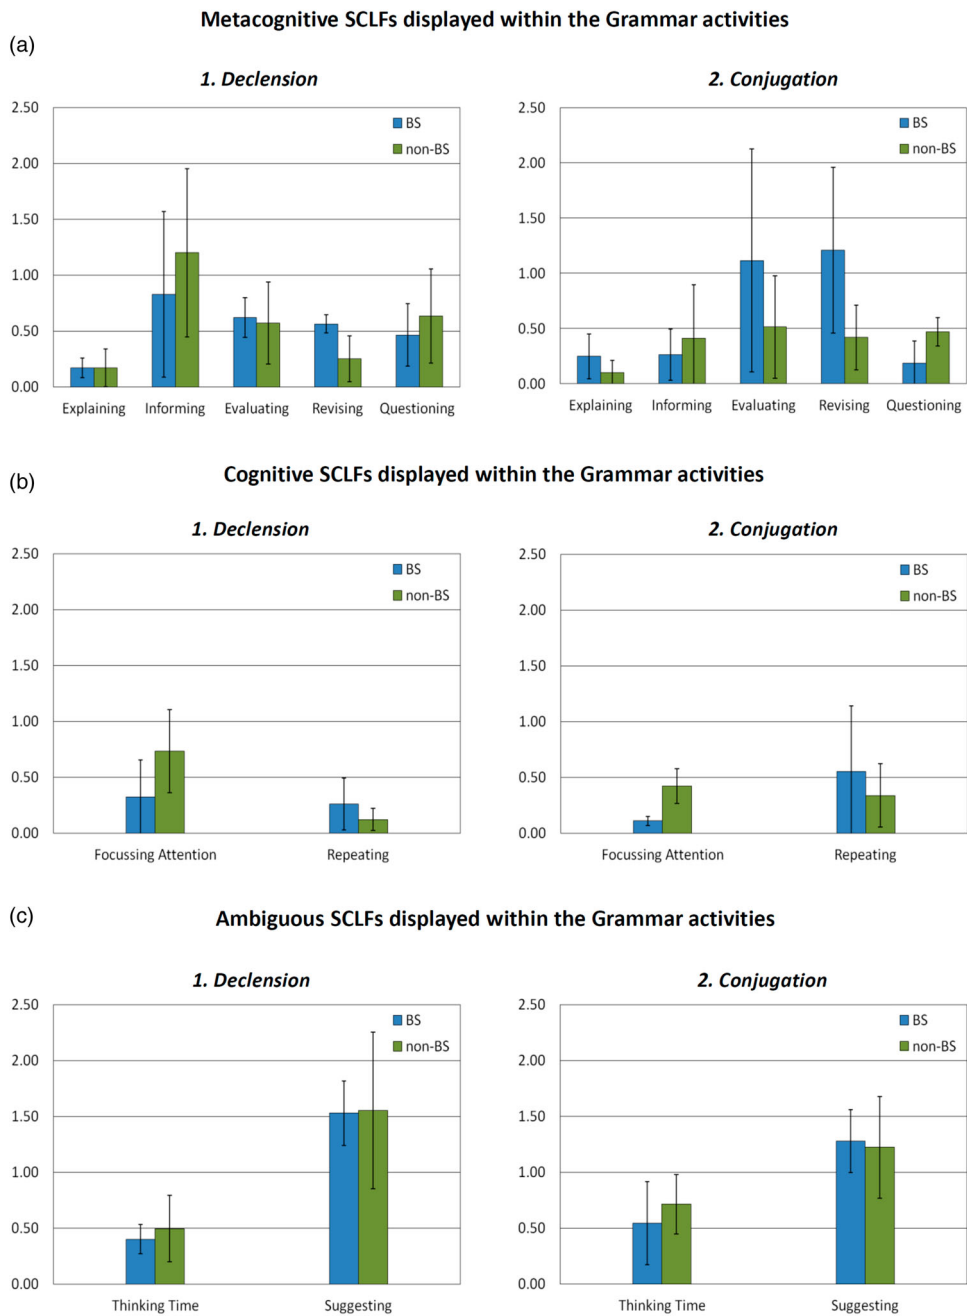 Metacognitive SCLFs displayed within the Grammar activities
(a)
1. Declension
2.50
2.00
1.50
1.00
0.50
0.00
BS
non-BS
Explaining Informing Evaluating Revising Questioning
2. Conjugation
2.50
2.00
1.50
1.00
0.50
0.00
BS
non-BS
Explaining Informing Evaluating Revising Questioning
(b)
Cognitive SCLFs displayed within the Grammar activities
1. Declension
2.50
2.00
1.50
1.00
0.50
0.00
BS
non-BS
Focussing Attention Repeating
2. Conjugation
2.50
2.00
1.50
1.00
0.50
0.00
BS
non-BS
Focussing Attention Repeating
(c)
Ambiguous SCLFs displayed within the Grammar activities
1. Declension
2.50
2.00
1.50
1.00
0.50
0.00
BS
non-BS
Thinking Time Suggesting
2. Conjugation
2.50
2.00
1.50
1.00
0.50
0.00
BS
non-BS
Thinking Time Suggesting